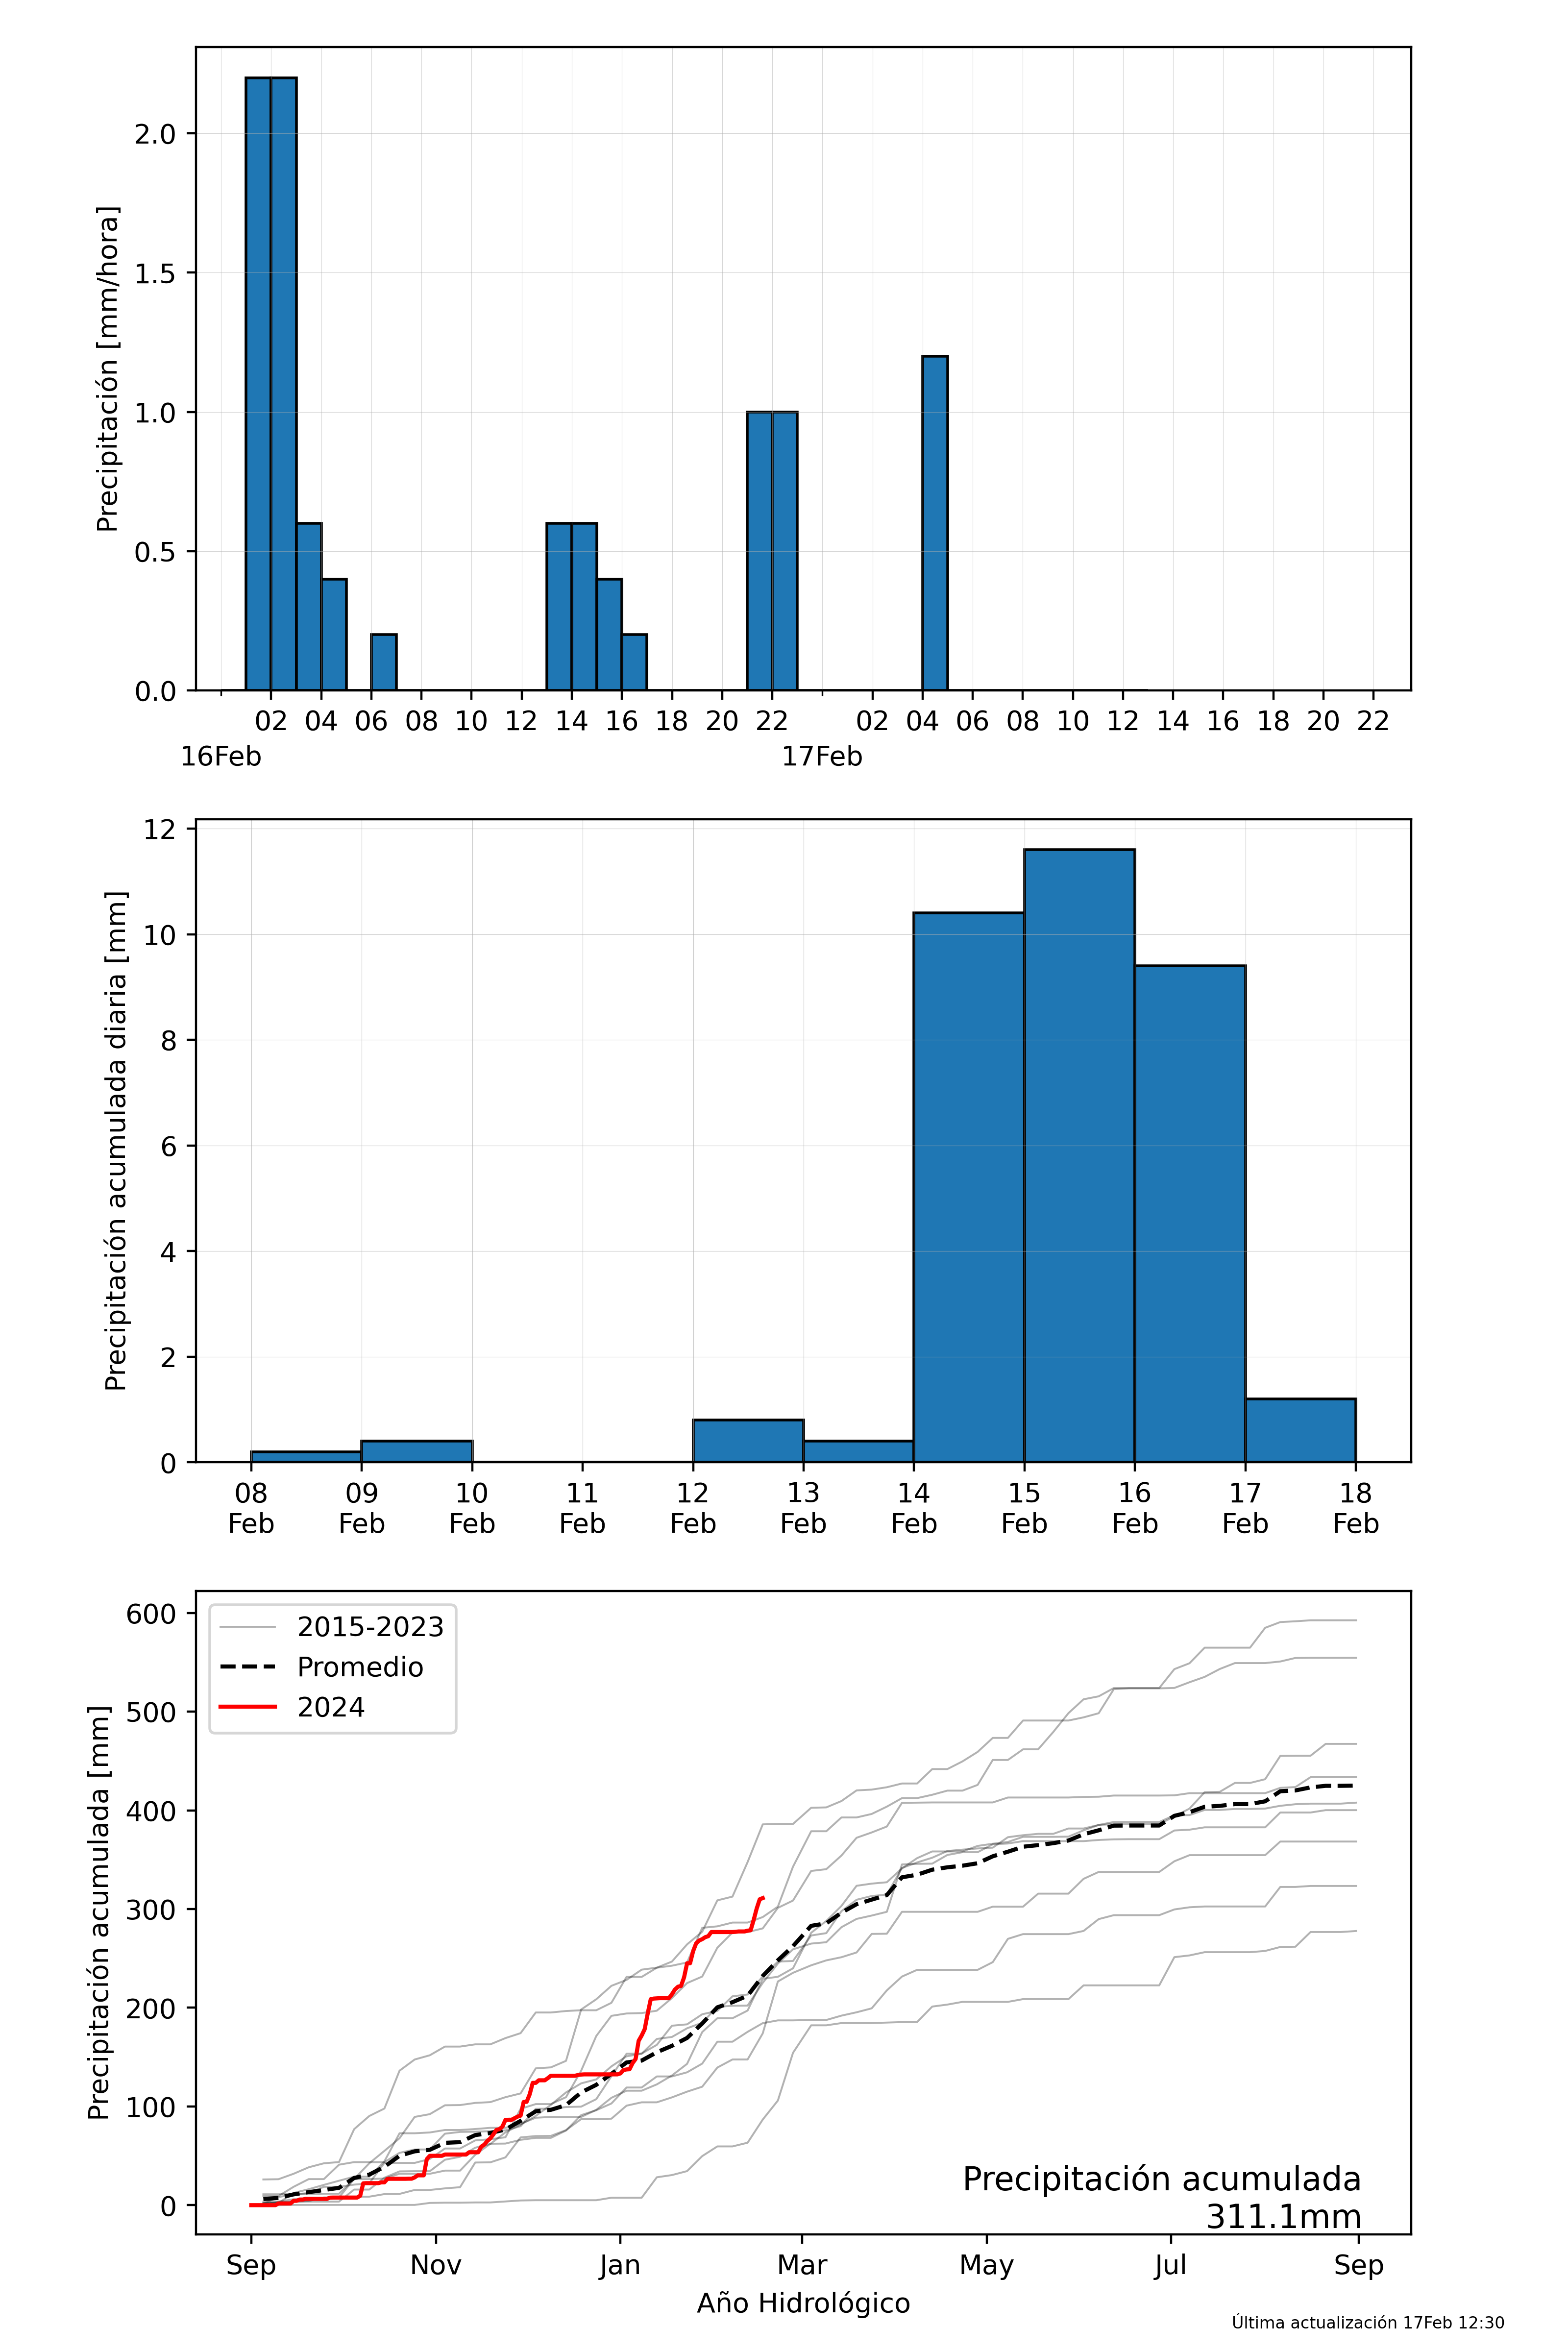 Precipitación [mm/hora]
2.0
1.5
1.0
0.5
0.0
02 04 06 08 10 12 14 16 18 20 22 02 04 06 08 10 12 14 16 18 20 22
16Feb 17Feb
Precipitación acumulada diaria [mm]
12
10
8
6
4
2
0
08 09 10 11 12 13 14 15 16 17 18
Feb Feb Feb Feb Feb Feb Feb Feb Feb Feb Feb
Precipitación acumulada [mm]
600
500
400
300
200
100
0
2015-2023
Promedio
2024
Precipitación acumulada
311.1mm
Sep Nov Jan Mar May Jul Sep
Año Hidrológico
Última actualización 17Feb 12:30